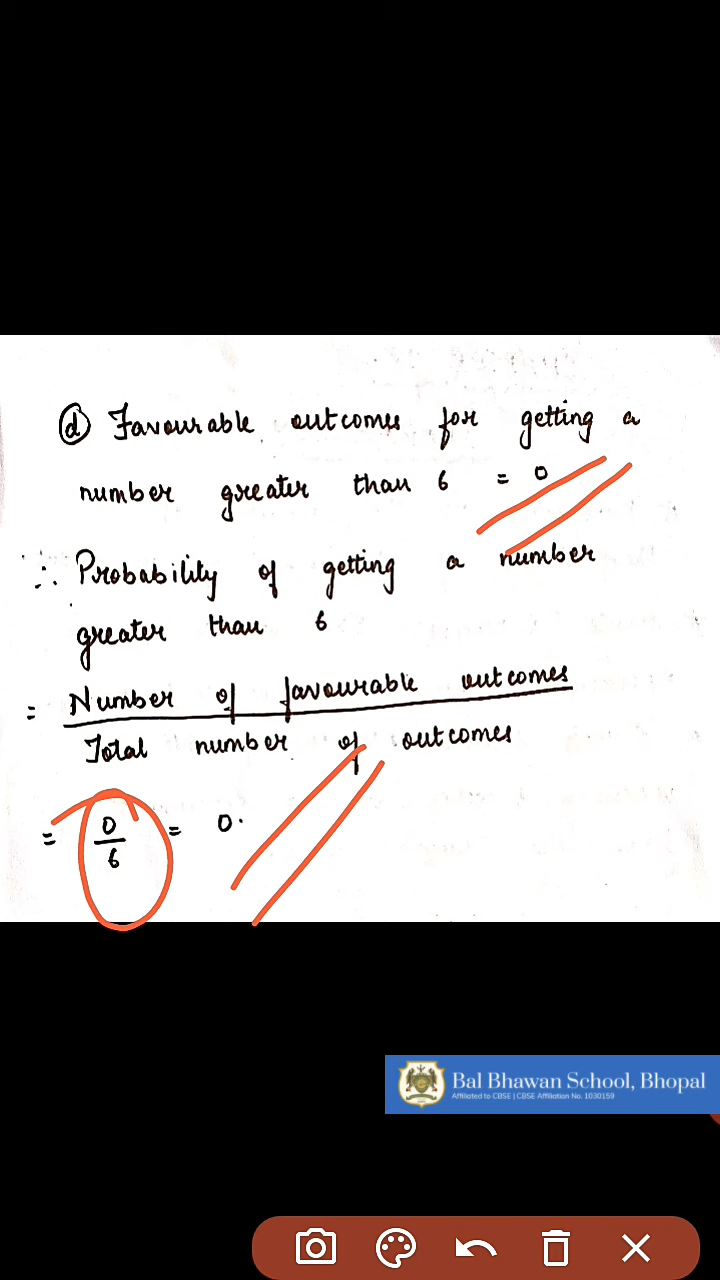 (d) Favourable outcomes for getting a
number greater than 6 = 0
∴ Probability of getting a number
greater than 6
= Number of favourable outcomes
Total number of outcomes
= 0/6 = 0.
Bal Bhawan School, Bhopal
Affiliated to CBSE | CBSE Affiliation No. 1030159